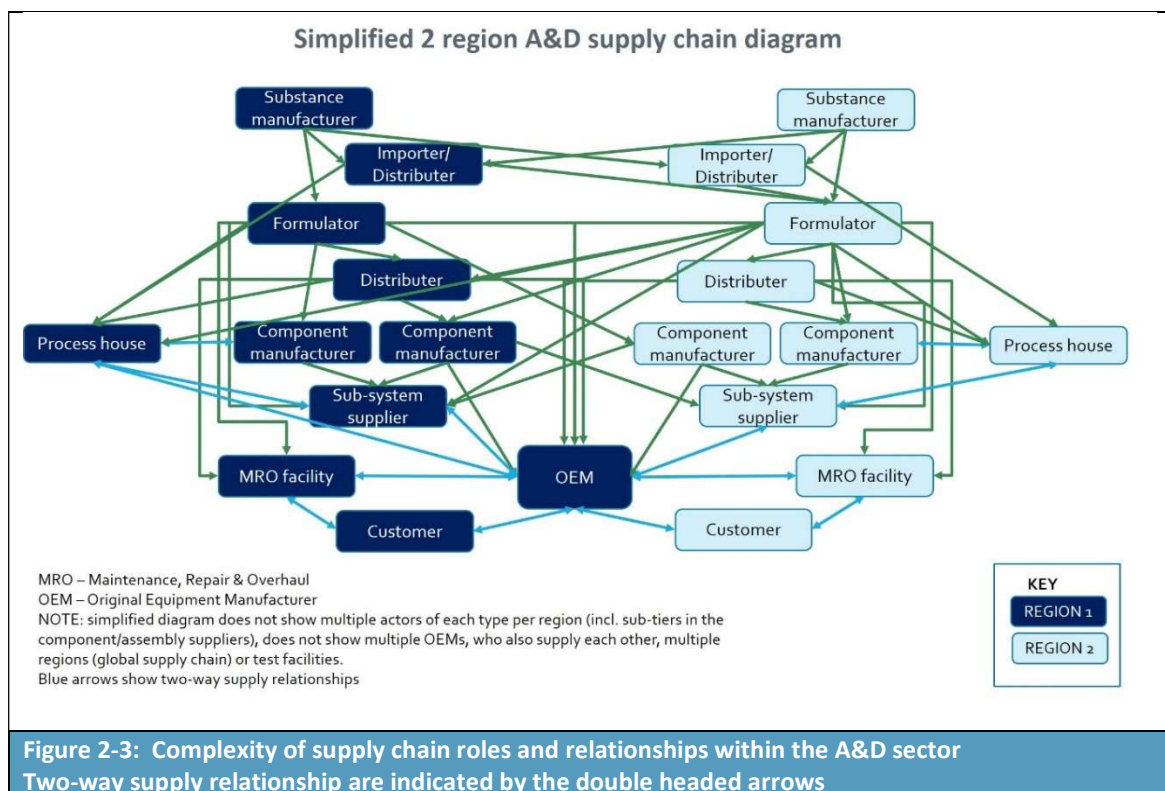 Simplified 2 region A&D supply chain diagram
Substance
manufacturer
Substance
manufacturer
Importer/
Distributer
Importer/
Distributer
Formulator
Formulator
Distributer
Distributer
Process house
Component
manufacturer
Component
manufacturer
Component
manufacturer
Component
manufacturer
Process house
Sub-system
supplier
Sub-system
supplier
MRO facility
OEM
MRO facility
Customer
Customer
MRO – Maintenance, Repair & Overhaul
OEM – Original Equipment Manufacturer
NOTE: simplified diagram does not show multiple actors of each type per region (incl. sub-tiers in the
component/assembly suppliers), does not show multiple OEMs, who also supply each other, multiple
regions (global supply chain) or test facilities.
Blue arrows show two-way supply relationships
KEY
REGION 1
REGION 2
Figure 2-3: Complexity of supply chain roles and relationships within the A&D sector
Two-way supply relationship are indicated by the double headed arrows